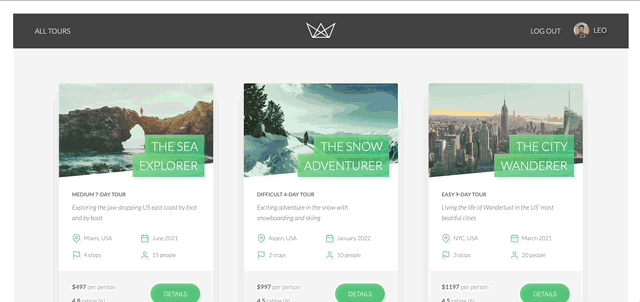 ALL TOURS
LOG OUT
LEO
THE SEA
EXPLORER
MEDIUM 7-DAY TOUR
Exploring the jaw-dropping US east coast by foot
and by boat
Miami, USA
June 2021
4 stops
15 people
$497 per person
4.8 rating (6)
DETAILS
THE SNOW
ADVENTURER
DIFFICULT 4-DAY TOUR
Exciting adventure in the snow with
snowboarding and skiing
Aspen, USA
January 2022
2 stops
10 people
$997 per person
4.5 rating (6)
DETAILS
THE CITY
WANDERER
EASY 9-DAY TOUR
Living the life of Wanderlust in the US' most
beatiful cities
NYC, USA
March 2021
3 stops
20 people
$1197 per person
4.5 rating (6)
DETAILS